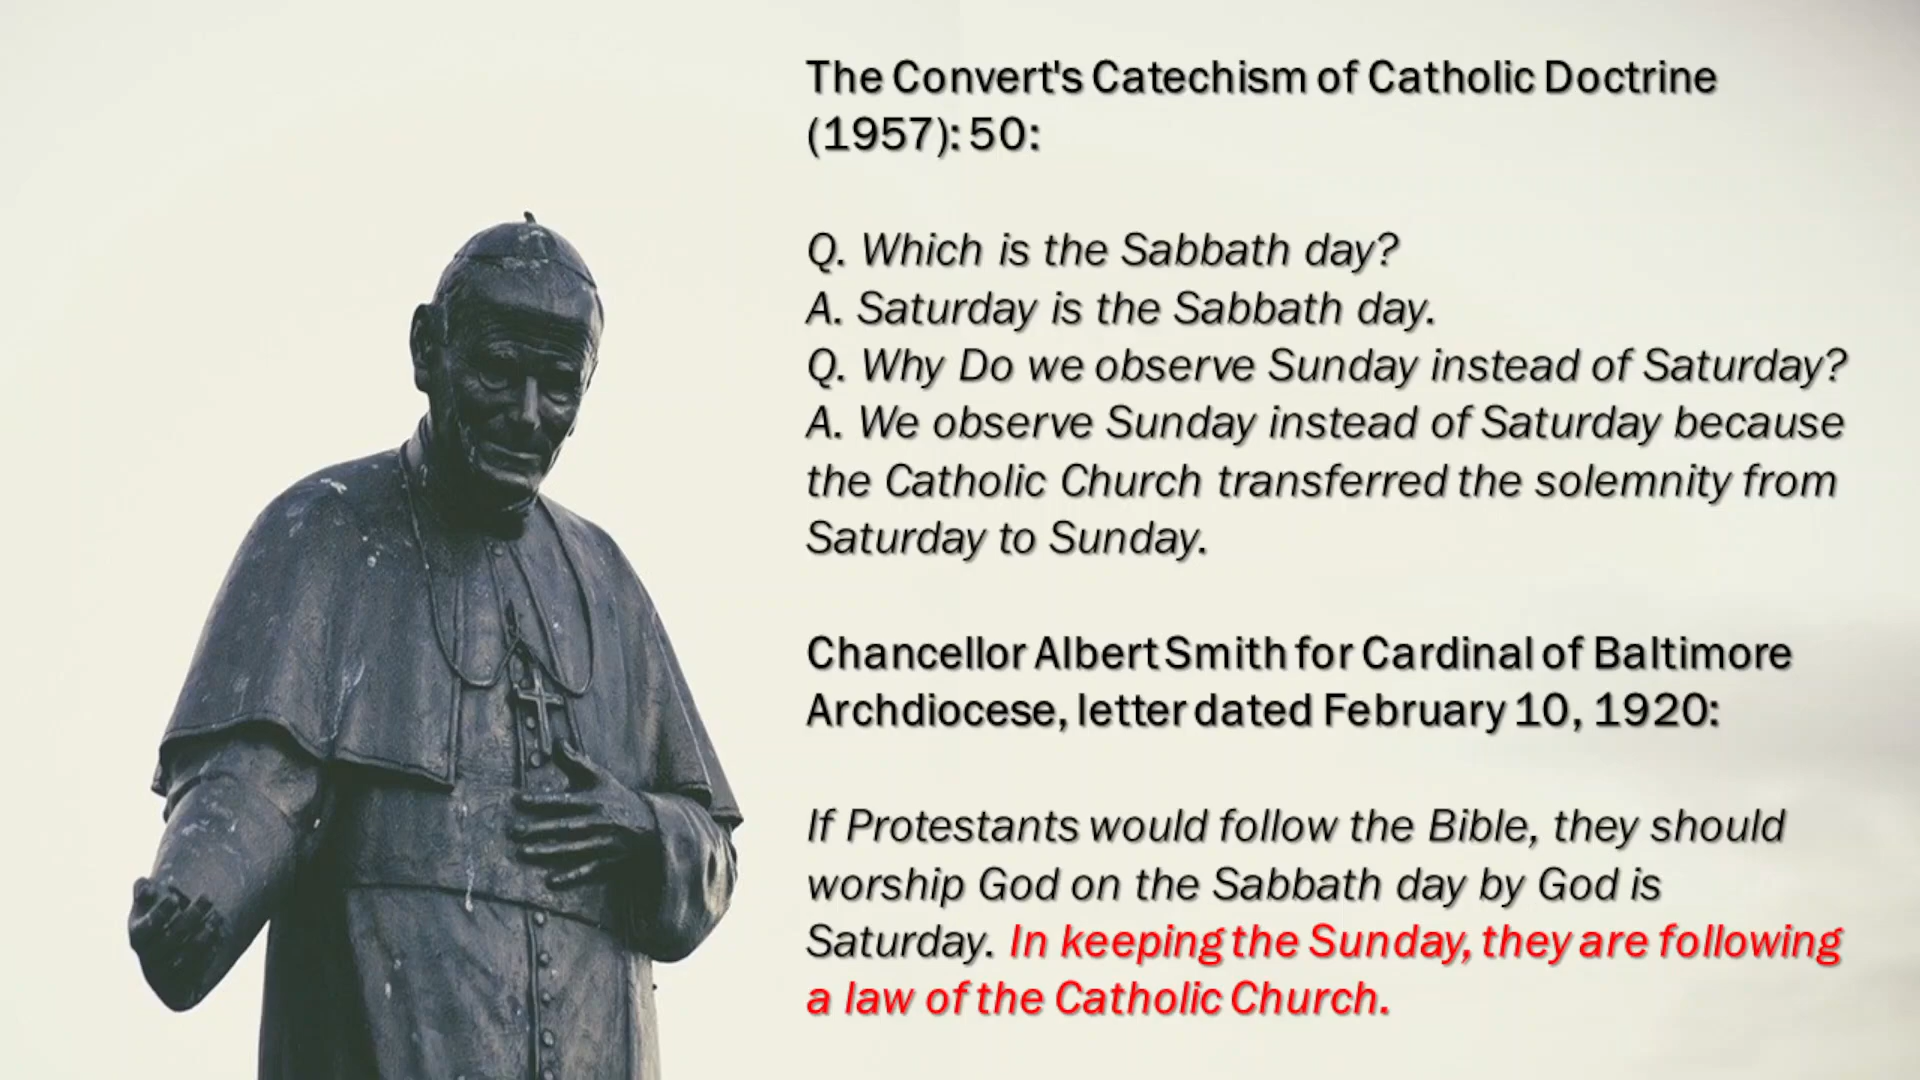 The Convert's Catechism of Catholic Doctrine
(1957): 50:
Q. Which is the Sabbath day?
A. Saturday is the Sabbath day.
Q. Why Do we observe Sunday instead of Saturday?
A. We observe Sunday instead of Saturday because
the Catholic Church transferred the solemnity from
Saturday to Sunday.
Chancellor Albert Smith for Cardinal of Baltimore
Archdiocese, letter dated February 10, 1920:
If Protestants would follow the Bible, they should
worship God on the Sabbath day by God is
Saturday. In keeping the Sunday, they are following
a law of the Catholic Church.